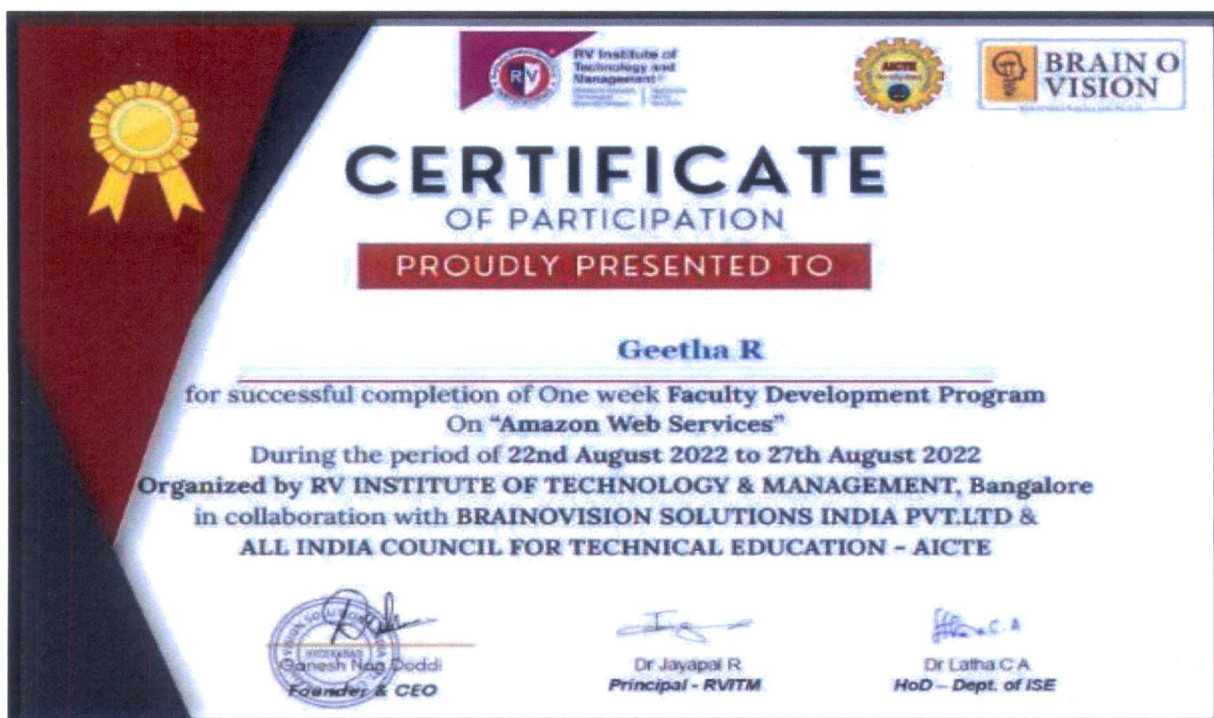 RV Institute of
Technology and
Management
RV
AICTE
BRAIN O
VISION
CERTIFICATE
OF PARTICIPATION
PROUDLY PRESENTED TO
Geetha R
for successful completion of One week Faculty Development Program
On “Amazon Web Services”
During the period of 22nd August 2022 to 27th August 2022
Organized by RV INSTITUTE OF TECHNOLOGY & MANAGEMENT, Bangalore
in collaboration with BRAINOVISION SOLUTIONS INDIA PVT.LTD &
ALL INDIA COUNCIL FOR TECHNICAL EDUCATION – AICTE
HYDERABAD
Ganesh Nag Doddi
Founder & CEO
Dr Jayapal R
Principal - RVITM
Dr Latha C A
HoD – Dept. of ISE